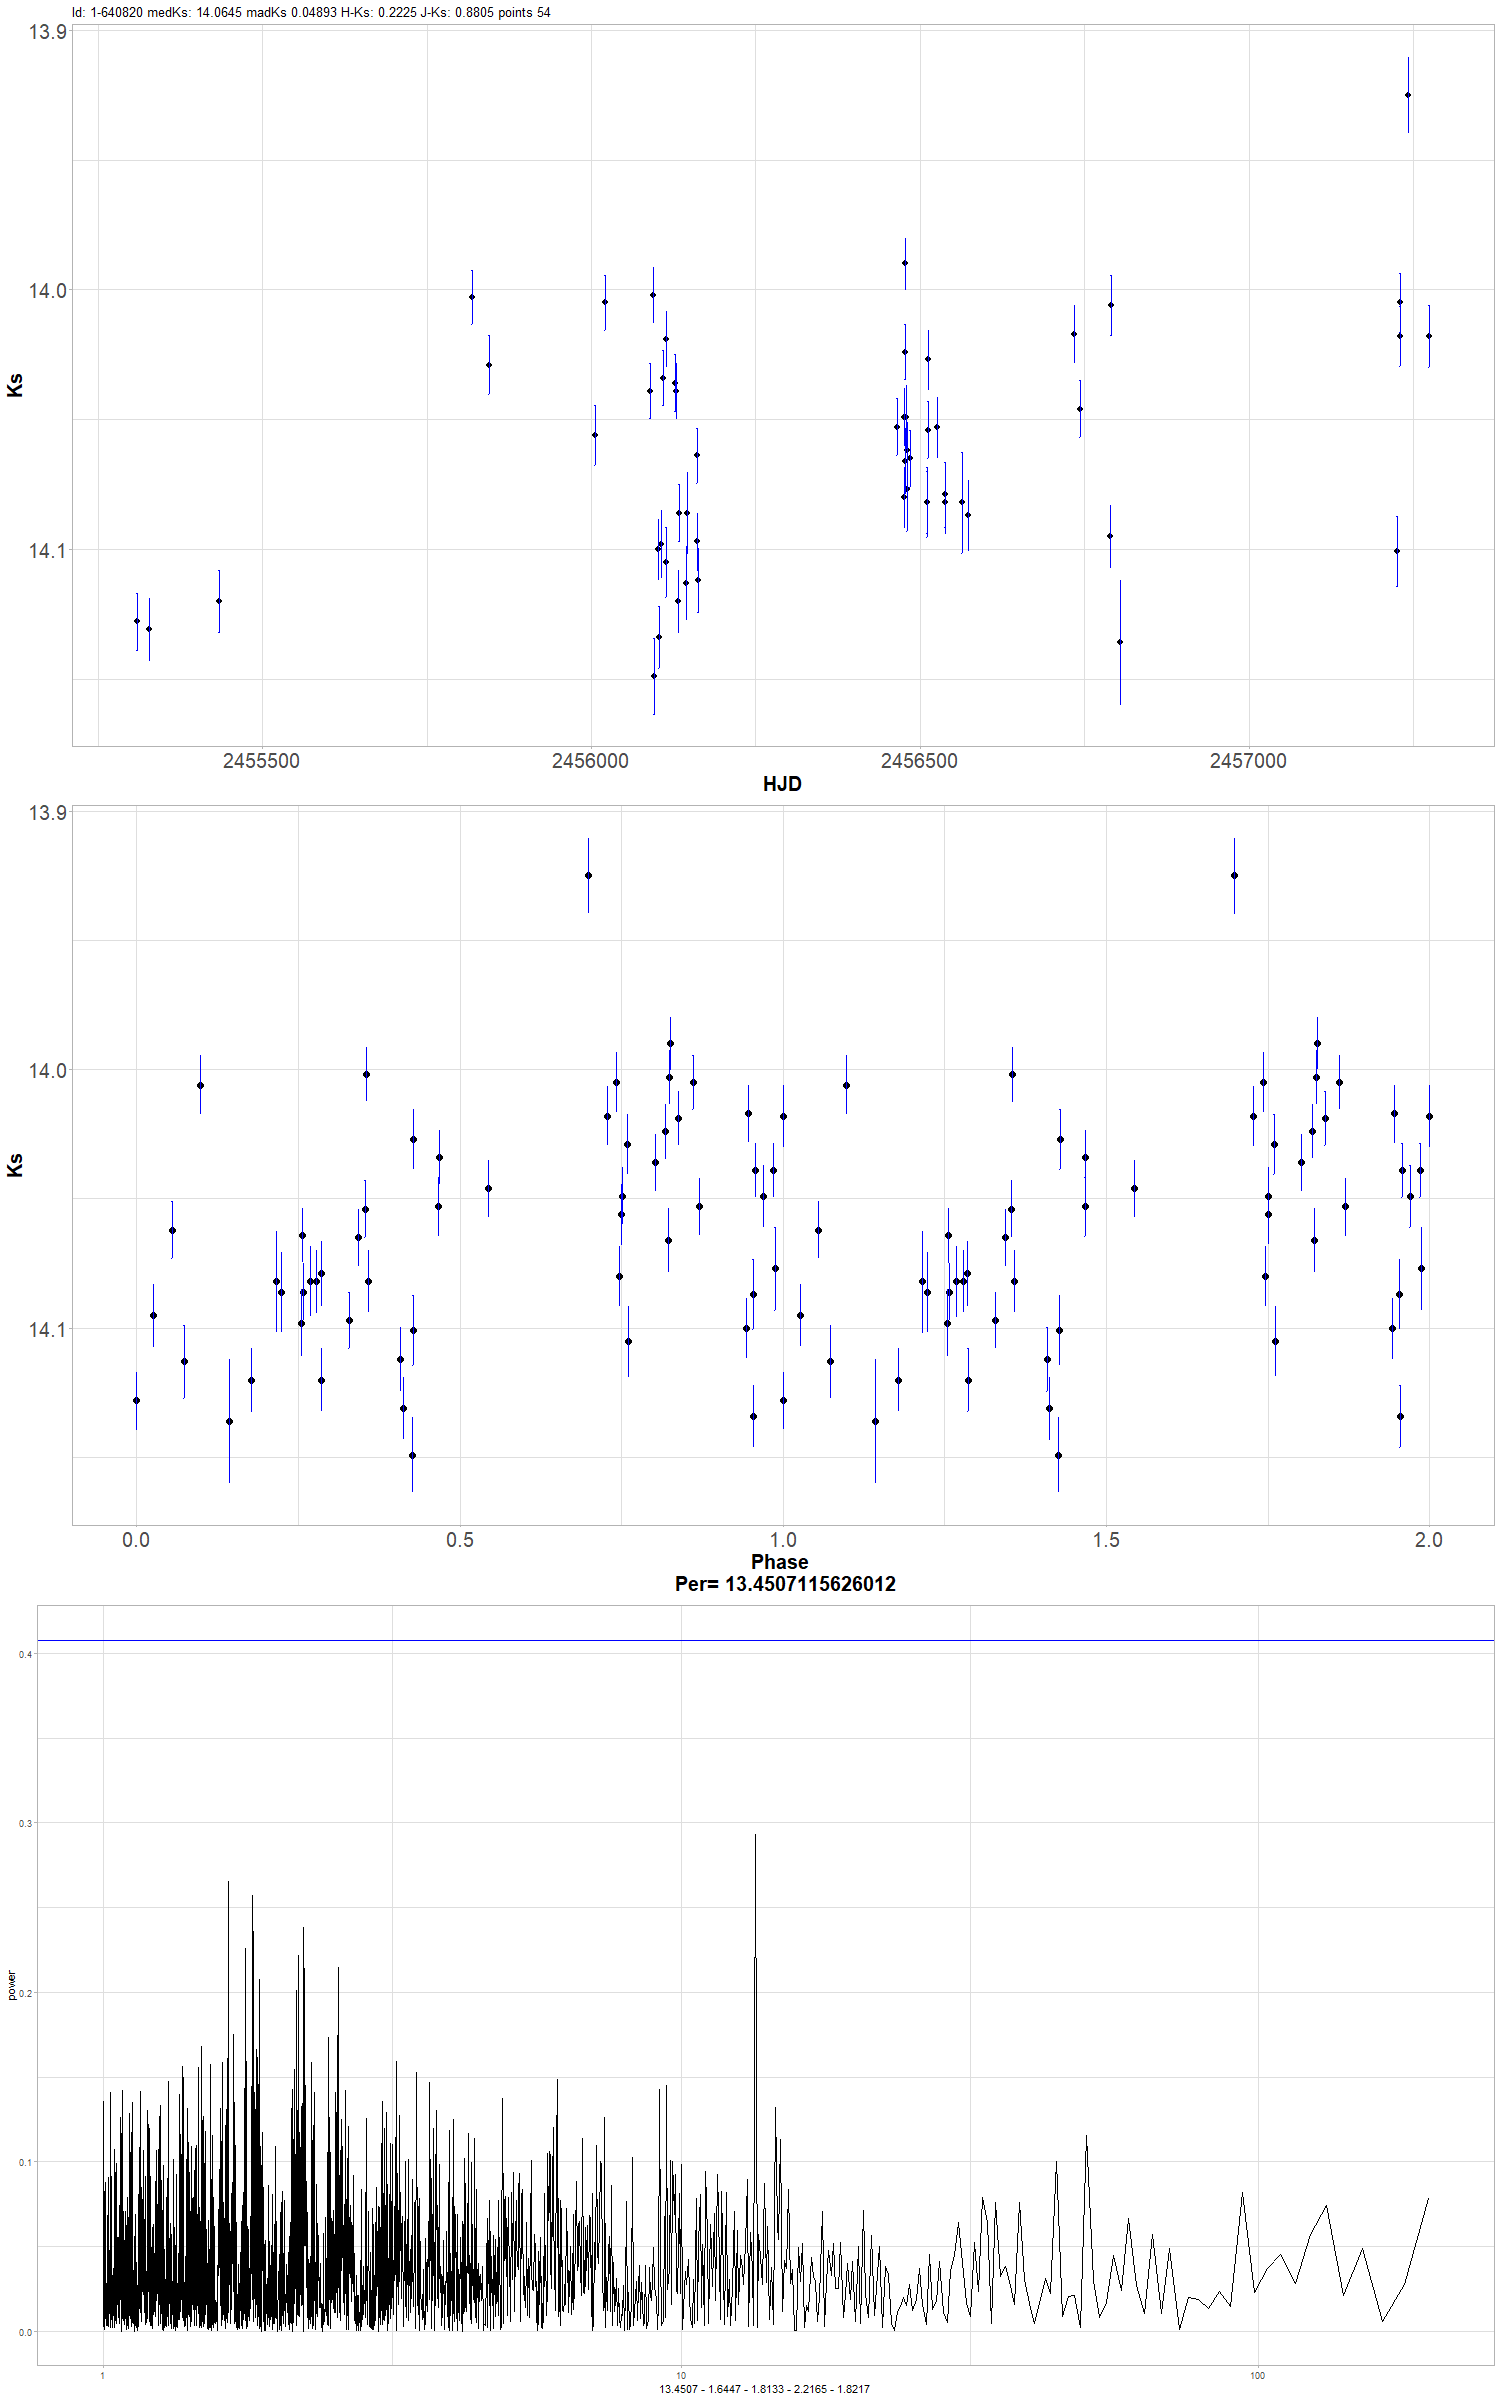 Id: 1-640820 medKs: 14.0645 madKs 0.04893 H-Ks: 0.2225 J-Ks: 0.8805 points 54
13.9
14.0
14.1
Ks
2455500 2456000 2456500 2457000
HJD
13.9
14.0
14.1
Ks
0.0 0.5 1.0 1.5 2.0
Phase
Per= 13.4507115626012
0.4
0.3
0.2
0.1
0.0
power
1 10 100
13.4507 - 1.6447 - 1.8133 - 2.2165 - 1.8217